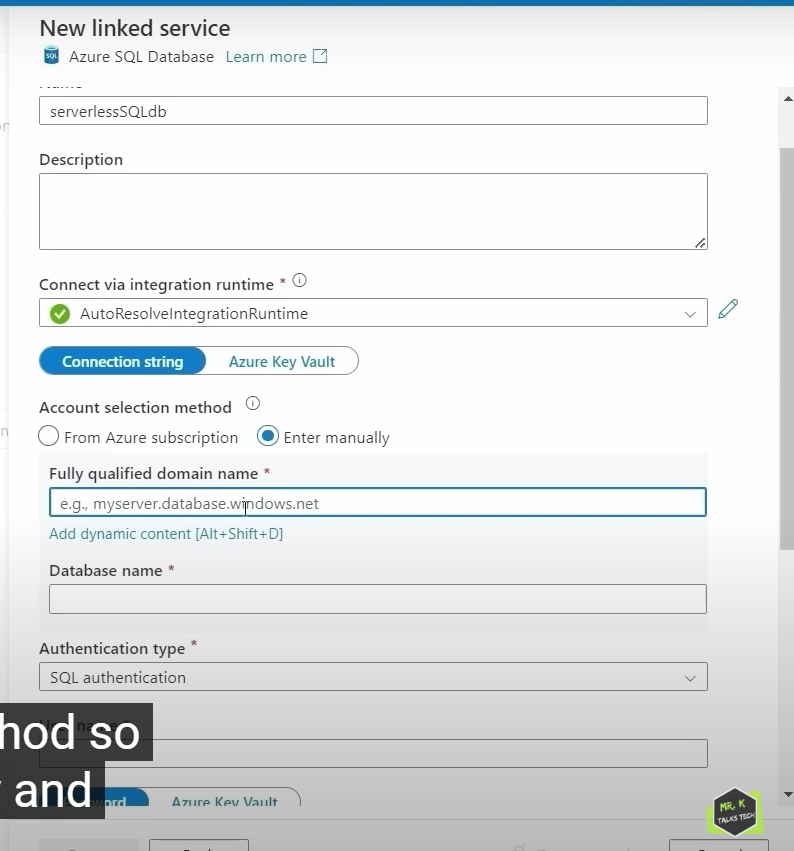 New linked service
Azure SQL Database Learn more
Name
serverlessSQLdb
Description
Connect via integration runtime *
AutoResolveIntegrationRuntime
Connection string Azure Key Vault
Account selection method
From Azure subscription Enter manually
Fully qualified domain name *
e.g., myserver.database.windows.net
Add dynamic content [Alt+Shift+D]
Database name *
Authentication type *
SQL authentication
hod so
and
Azure Key Vault
MR. K
TALKS TECH